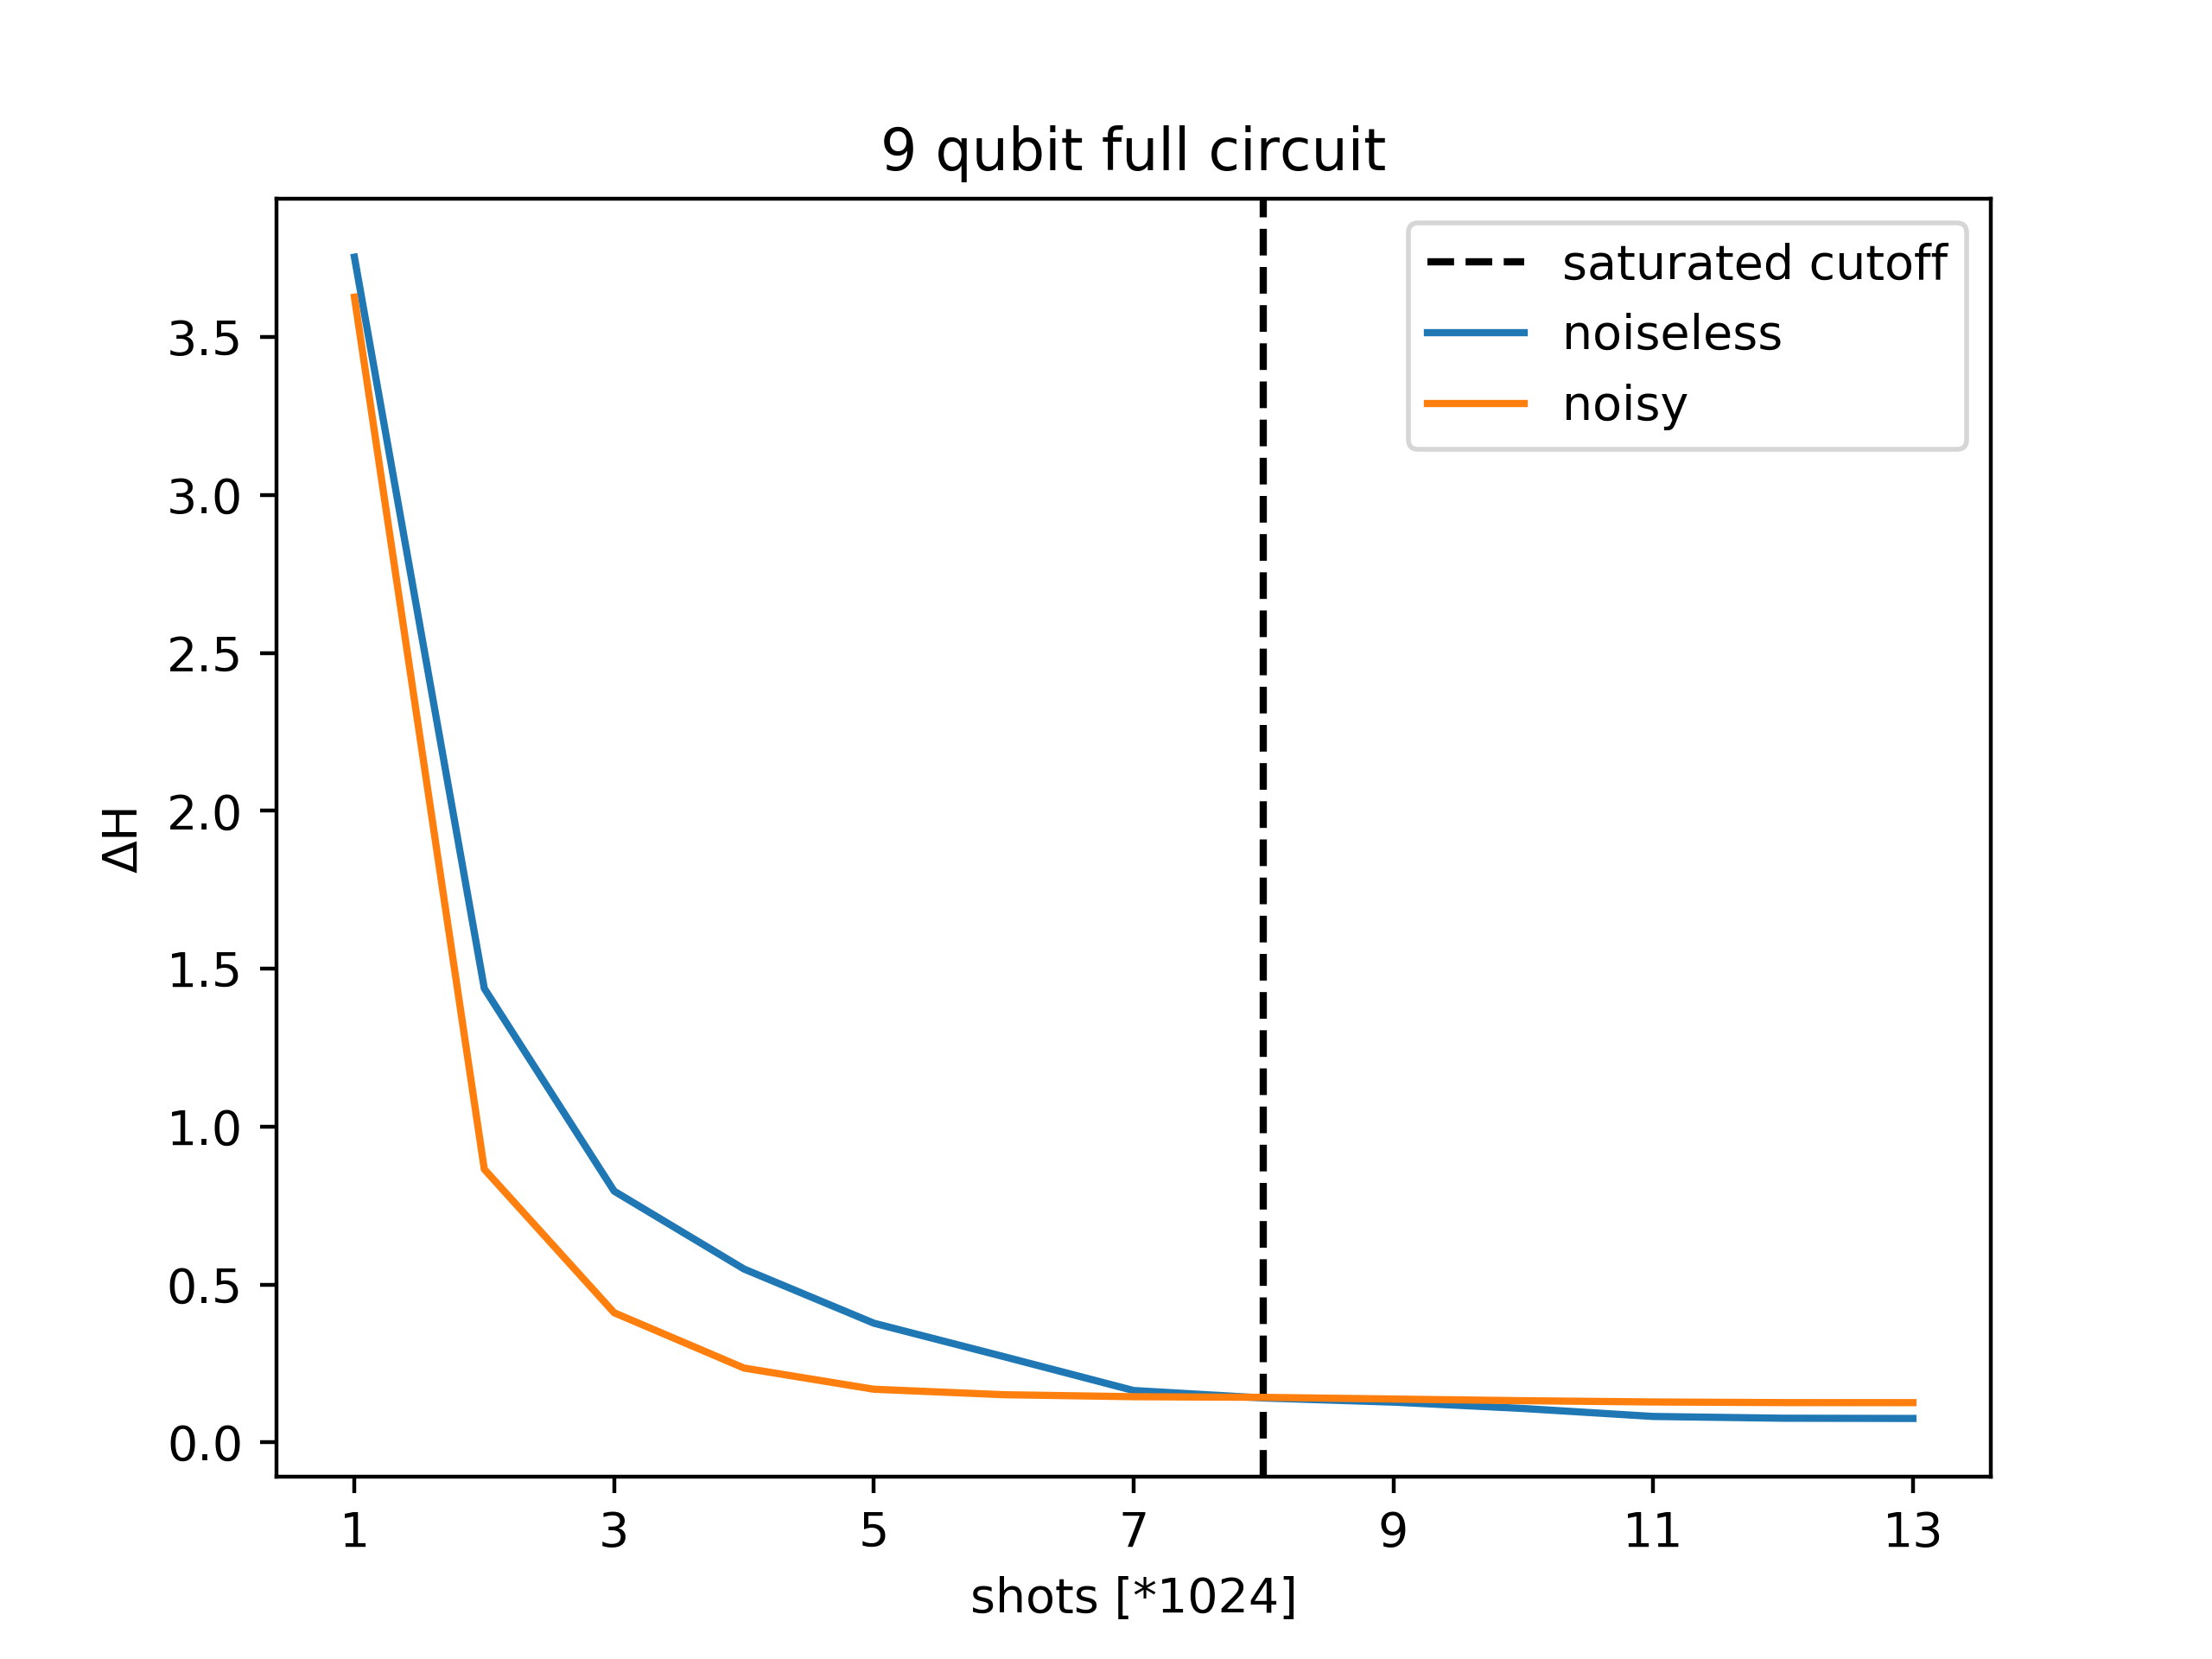 9 qubit full circuit
saturated cutoff
noiseless
noisy
3.5
3.0
2.5
2.0
1.5
1.0
0.5
0.0
ΔH
1 3 5 7 9 11 13
shots [*1024]